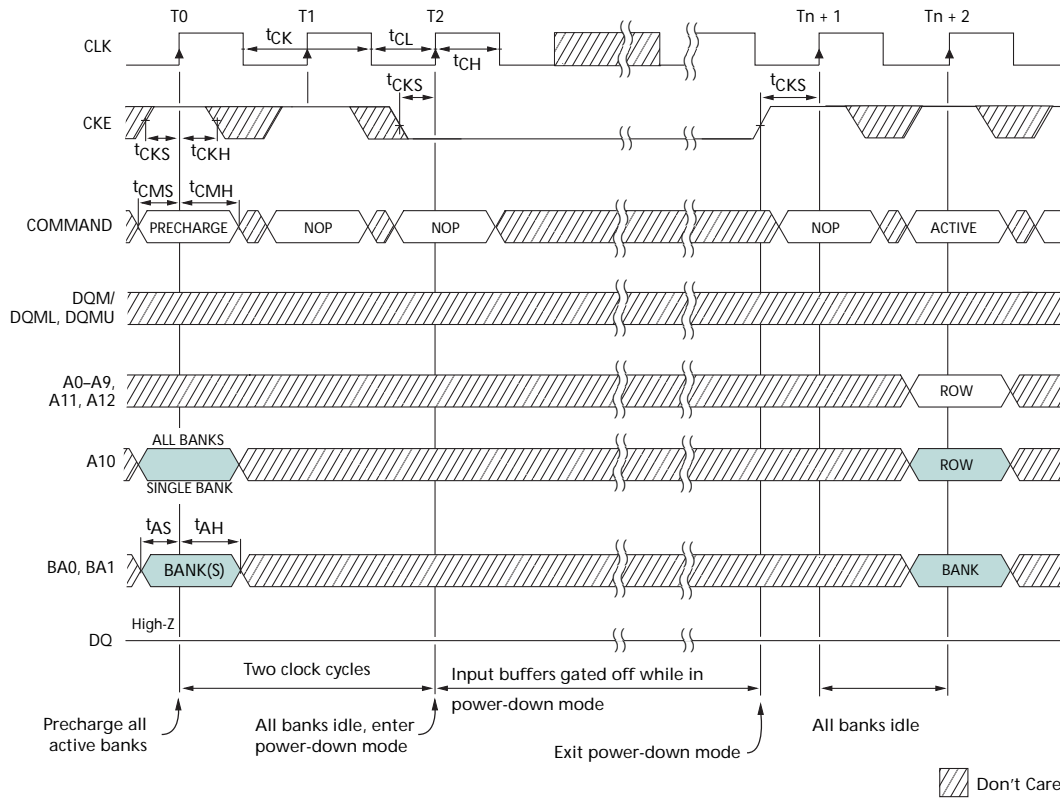 T0 T1 T2 Tn + 1 Tn + 2
CLK
tCK tCL tCH
tCKS tCKS
CKE
tCKS tCKH
tCMS tCMH
COMMAND PRECHARGE NOP NOP NOP ACTIVE
DQM/
DQML, DQMU
A0–A9,
A11, A12
ROW
ALL BANKS
A10 ROW
SINGLE BANK
tAS tAH
BA0, BA1 BANK(S) BANK
High-Z
DQ
Two clock cycles
Input buffers gated off while in
power-down mode
Precharge all
active banks
All banks idle, enter
power-down mode
Exit power-down mode
All banks idle
Don't Care